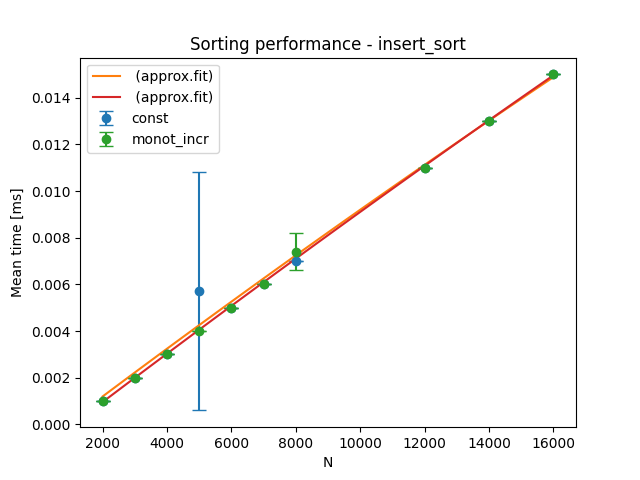 Sorting performance - insert_sort
(approx.fit)
(approx.fit)
const
monot_incr
Mean time [ms]
0.014
0.012
0.010
0.008
0.006
0.004
0.002
0.000
2000 4000 6000 8000 10000 12000 14000 16000
N